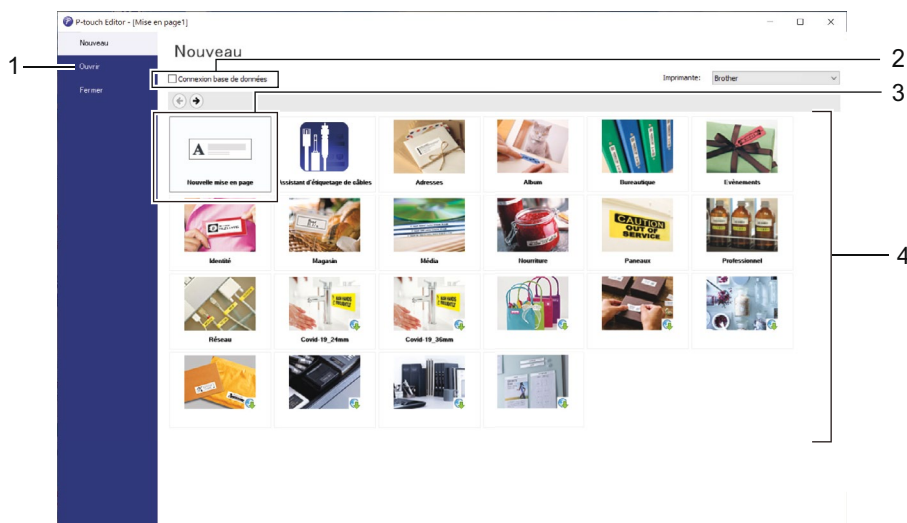 P-touch Editor - [Mise en page1]
Nouveau
Ouvrir
Fermer
Nouveau
Connexion base de données
Imprimante:
Brother
A
Nouvelle mise en page
Assistant d'étiquetage de câbles
Adresses
Album
Bureautique
Evènements
Identité
Magasin
Média
Nourriture
CAUTION
OUT OF
SERVICE
Paneaux
Professionnel
Réseau
Covid-19_24mm
Covid-19_36mm
1
2
3
4